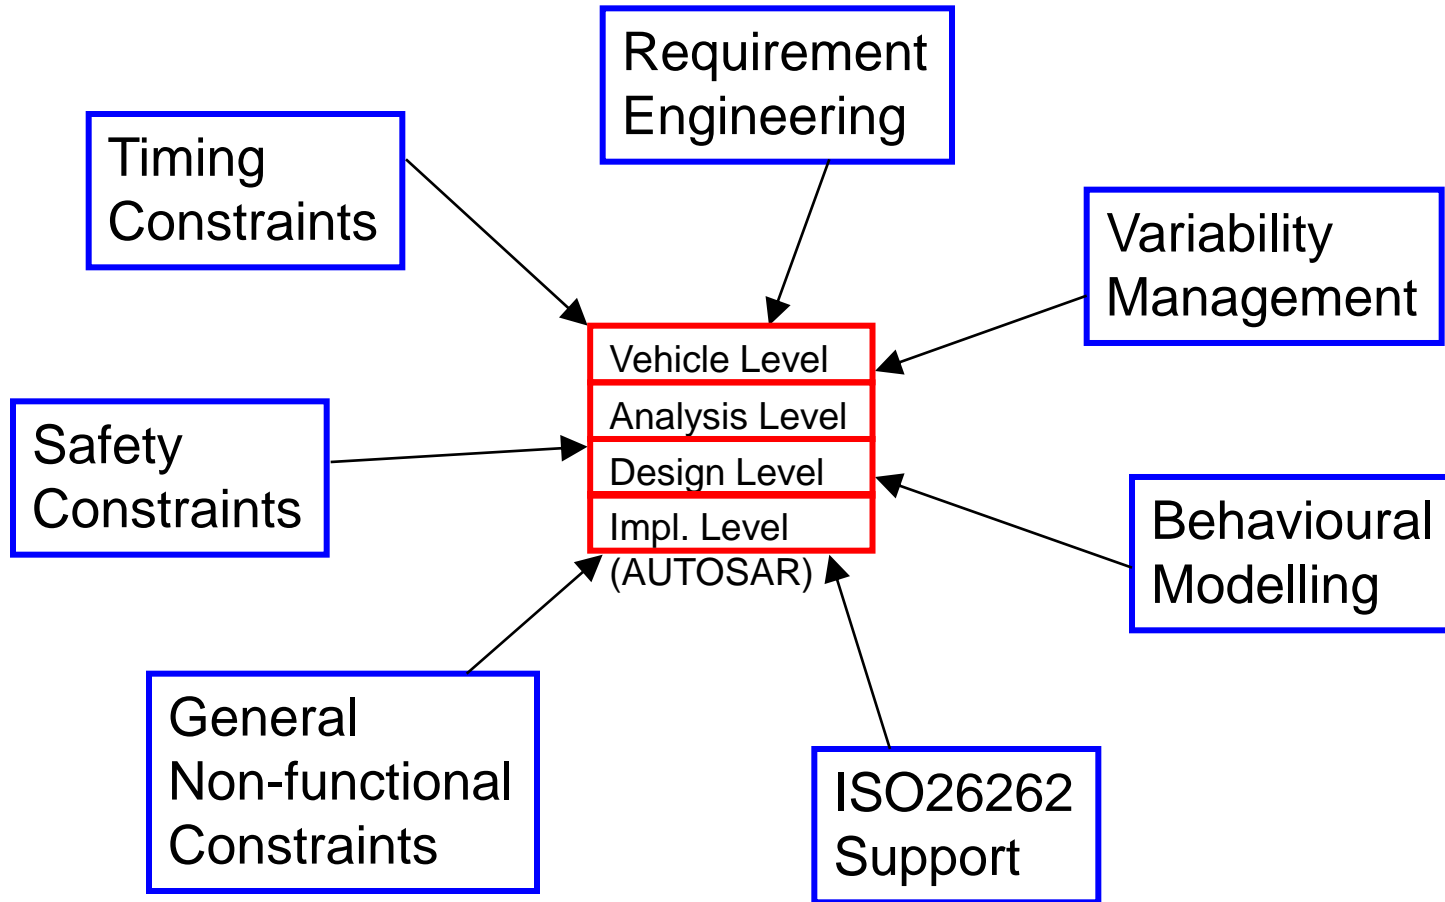 Requirement
Engineering
Timing
Constraints
Variability
Management
Vehicle Level
Analysis Level
Design Level
Impl. Level
(AUTOSAR)
Safety
Constraints
Behavioural
Modelling
General
Non-functional
Constraints
ISO26262
Support